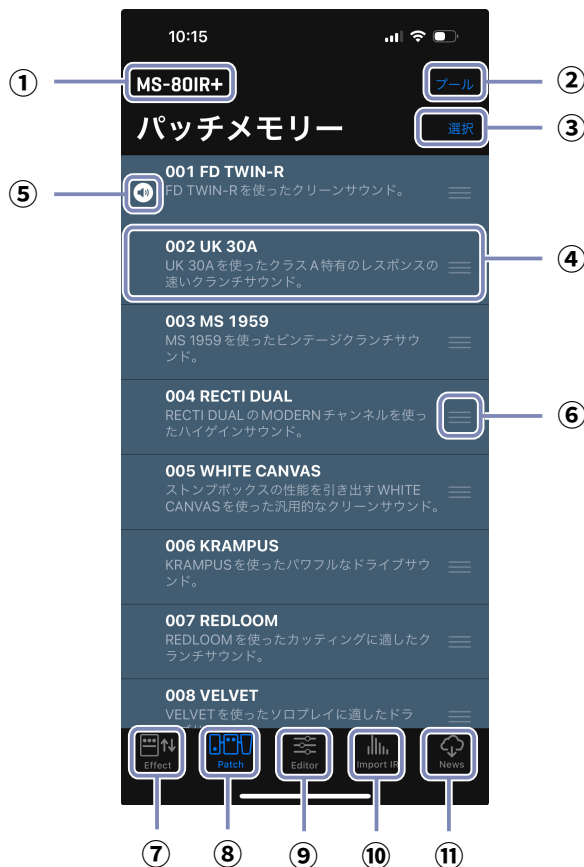 10:15
① MS-80IR+ プール ②
パッチメモリー 選択 ③
001 FD TWIN-R
⑤ FD TWIN-Rを使ったクリーンサウンド。
002 UK 30A ④
UK 30Aを使ったクラスA特有のレスポンスの
速いクランチサウンド。
003 MS 1959
MS 1959を使ったビンテージクランチサウ
ンド。
004 RECTI DUAL
RECTI DUALのMODERNチャンネルを使っ ⑥
たハイゲインサウンド。
005 WHITE CANVAS
ストンプボックスの性能を引き出すWHITE
CANVASを使った汎用的なクリーンサウンド。
006 KRAMPUS
KRAMPUSを使ったパワフルなドライブサウ
ンド。
007 REDLOOM
REDLOOMを使ったカッティングに適したク
ランチサウンド。
008 VELVET
VELVETを使ったソロプレイに適したドラ
Effect Patch Editor Import IR News
⑦ ⑧ ⑨ ⑩ ⑪